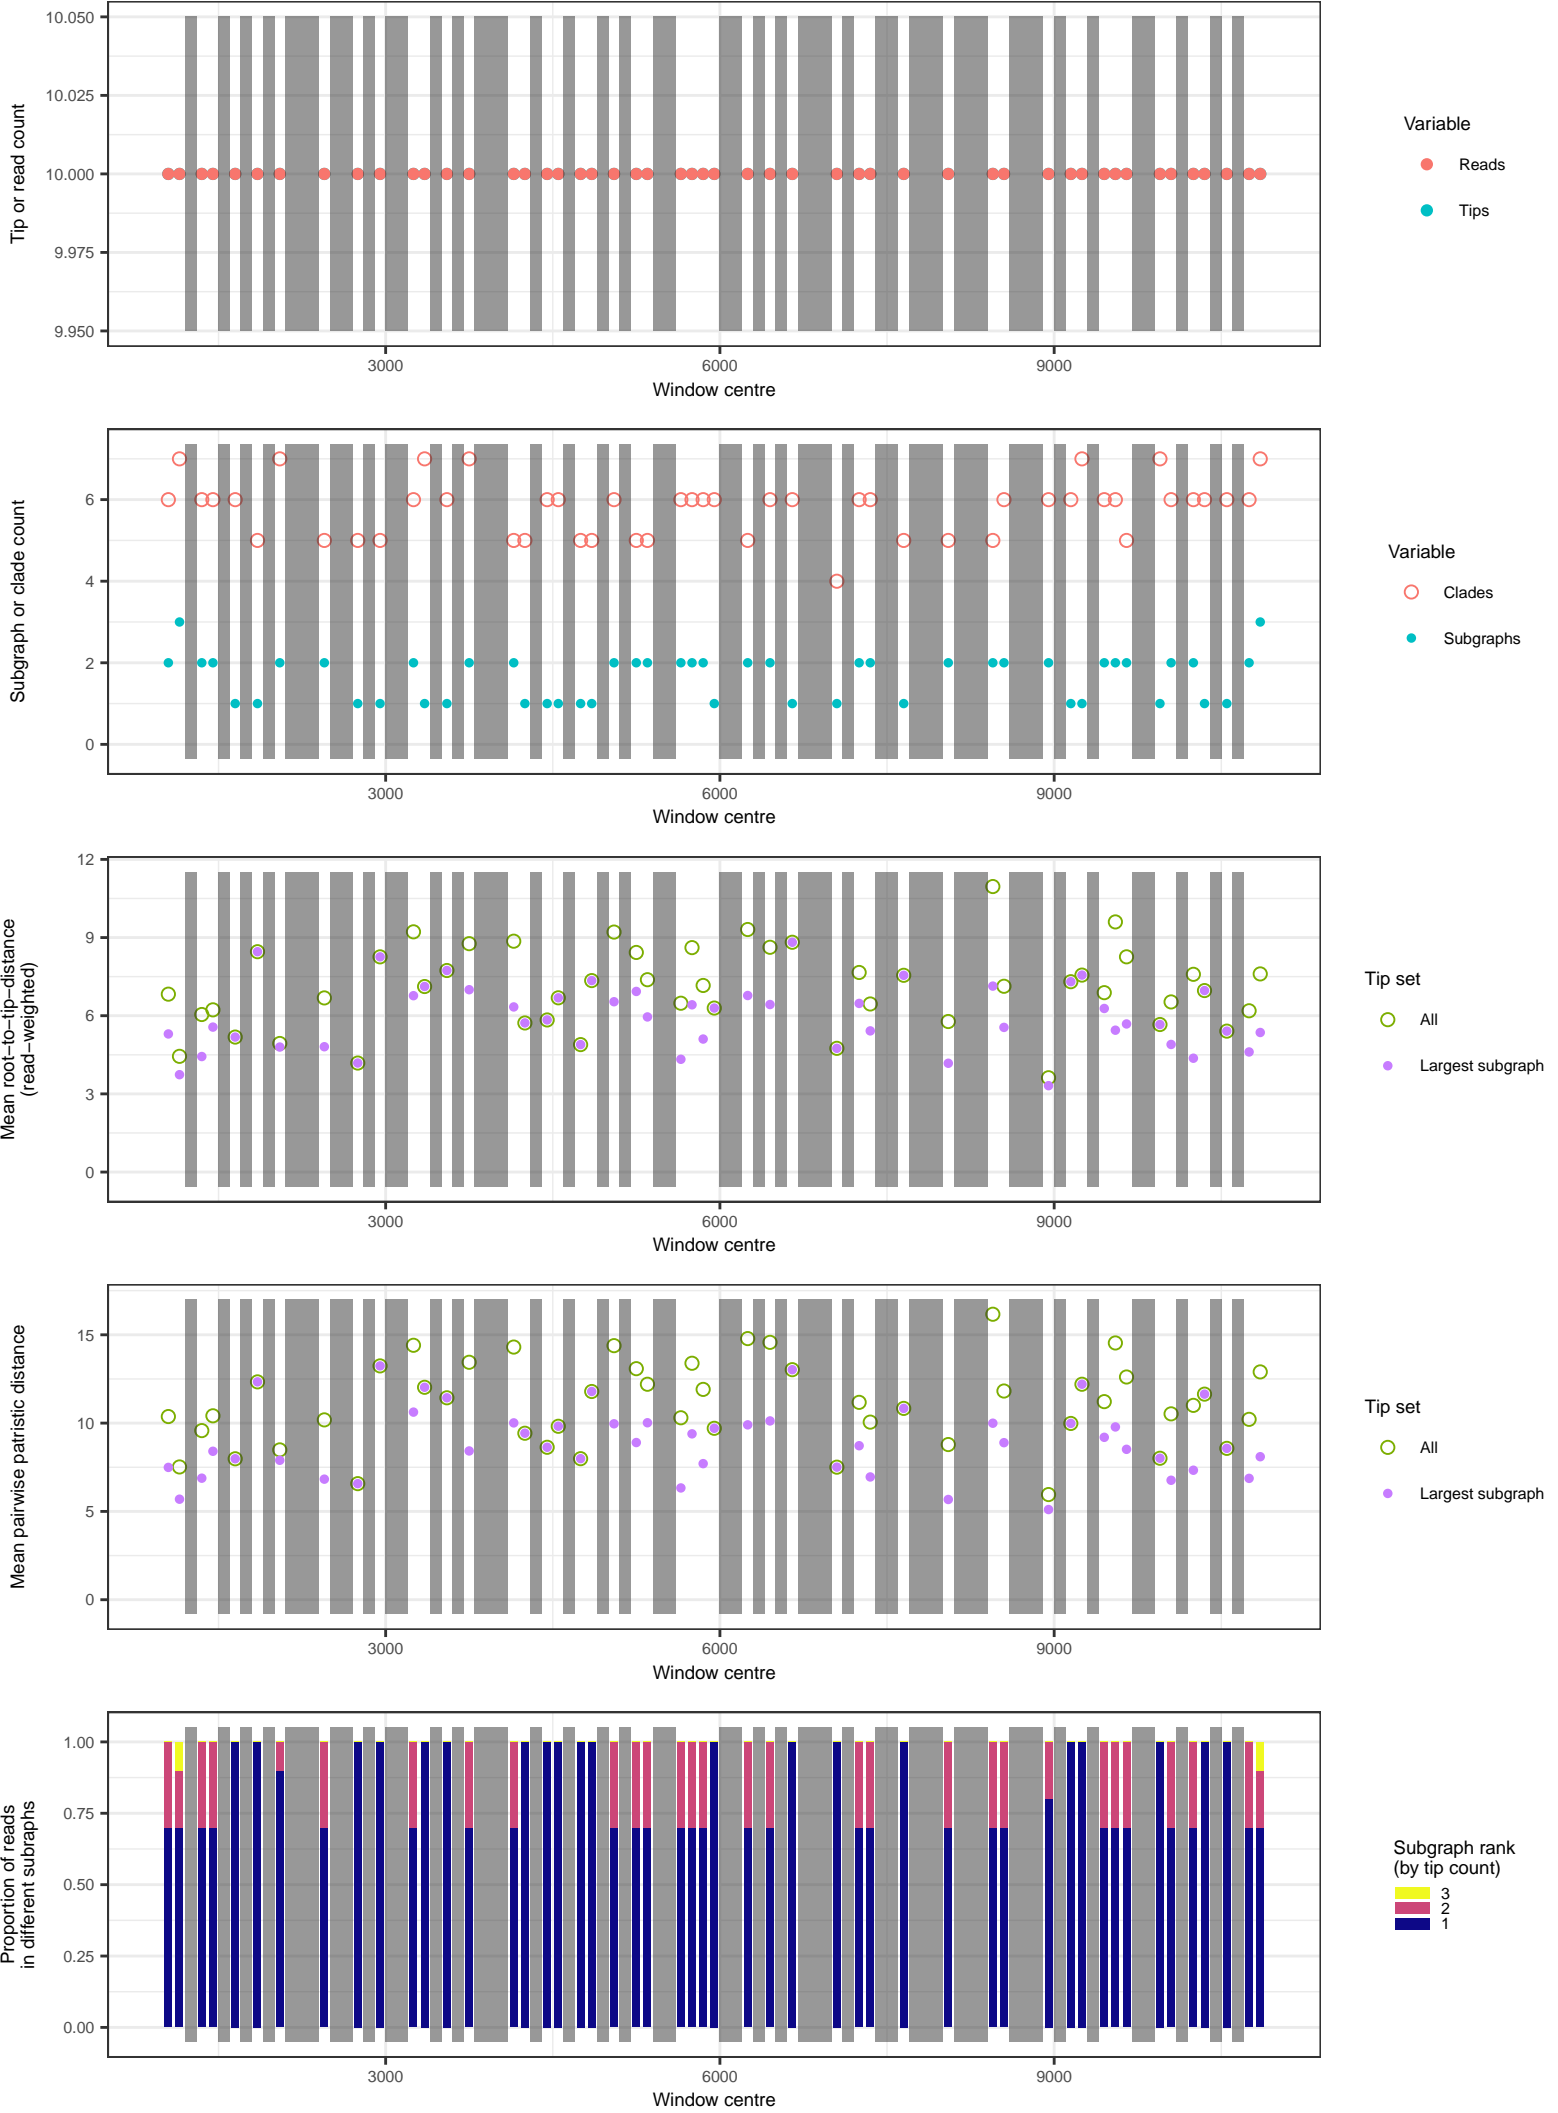 10.050
10.025
10.000
9.975
9.950
Tip or read count
3000
6000
9000
Window centre
Variable
Reads
Tips
6
4
2
0
Subgraph or clade count
3000
6000
9000
Window centre
Variable
Clades
Subgraphs
12
9
6
3
0
Mean root−to−tip−distance
(read−weighted)
3000
6000
9000
Window centre
Tip set
All
Largest subgraph
15
10
5
0
Mean pairwise patristic distance
3000
6000
9000
Window centre
Tip set
All
Largest subgraph
1.00
0.75
0.50
0.25
0.00
Proportion of reads
in different subraphs
3000
6000
9000
Window centre
Subgraph rank
(by tip count)
3
2
1